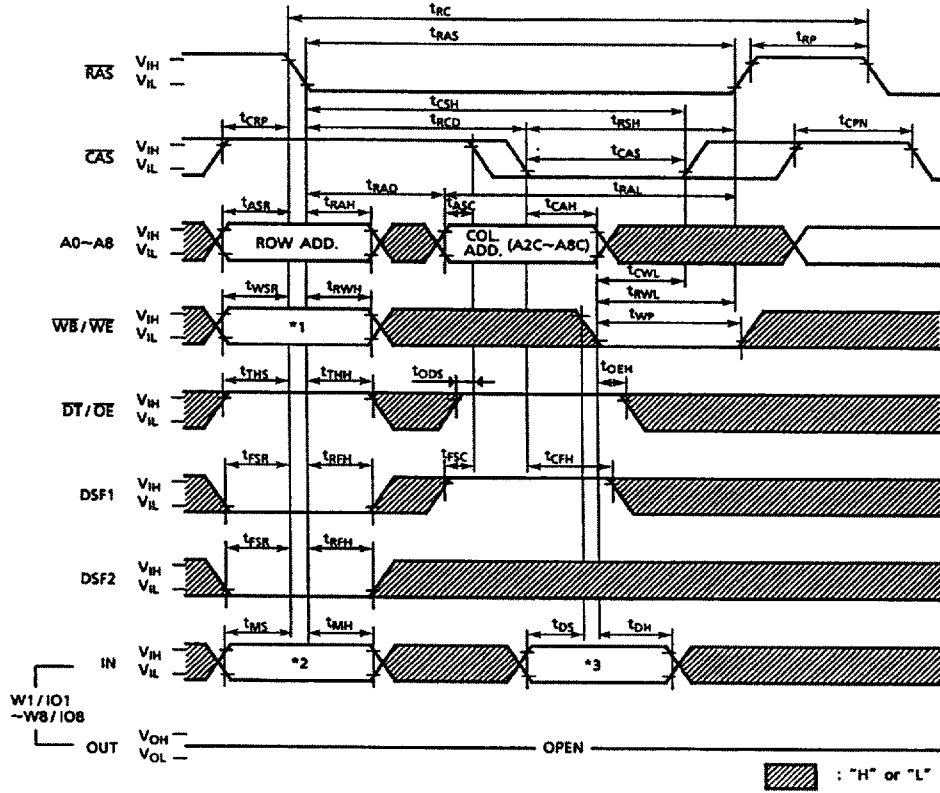 tRC
tRAS
tRP
RAS VIH
VIL
tCSH
tCRP tRCD tRSH tCPN
CAS VIH
VIL
tCAS
tRAD tRAL
tASR tRAH tASC tCAH
A0~A8 VIH
VIL
ROW ADD. COL. ADD. (A2C~A8C)
tCWL
tRWL
tWSR tRWH tWP
WB/WE VIH
VIL
*1
tTHS tTHH tODS tOEH
DT/OE VIH
VIL
tFSR tRFH tFSC tCFH
DSF1 VIH
VIL
tFSR tRFH
DSF2 VIH
VIL
tMS tMH tDS tDH
IN VIH
VIL
*2 *3
W1/IO1
~W8/IO8
OUT VOH
VOL
OPEN
: "H" or "L"